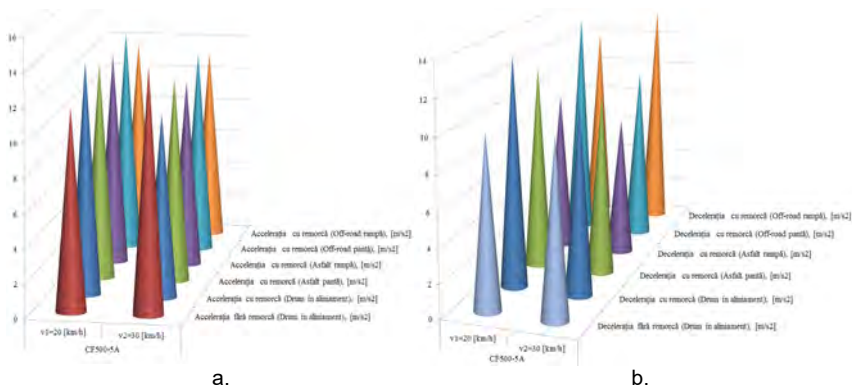 16
14
12
10
8
6
4
2
0
v1=20 [km/h]
v2=30 [km/h]
CF500-5A
Accelerația cu remorcă (Off-road rampă), [m/s2]
Accelerația cu remorcă (Off-road pantă), [m/s2]
Accelerația cu remorcă (Asfalt rampă), [m/s2]
Accelerația cu remorcă (Asfalt pantă), [m/s2]
Accelerația cu remorcă (Drum in aliniament), [m/s2]
Accelerația fără remorcă (Drum in aliniament), [m/s2]
a.
14
12
10
8
6
4
2
0
v1=20 [km/h]
v2=30 [km/h]
CF500-5A
Decelerația cu remorcă (Off-road rampă), [m/s2]
Decelerația cu remorcă (Off-road pantă), [m/s2]
Decelerația cu remorcă (Asfalt rampă), [m/s2]
Decelerația cu remorcă (Asfalt pantă), [m/s2]
Decelerația cu remorcă (Drum in aliniament), [m/s2]
Decelerația fără remorcă (Drum in aliniament), [m/s2]
b.